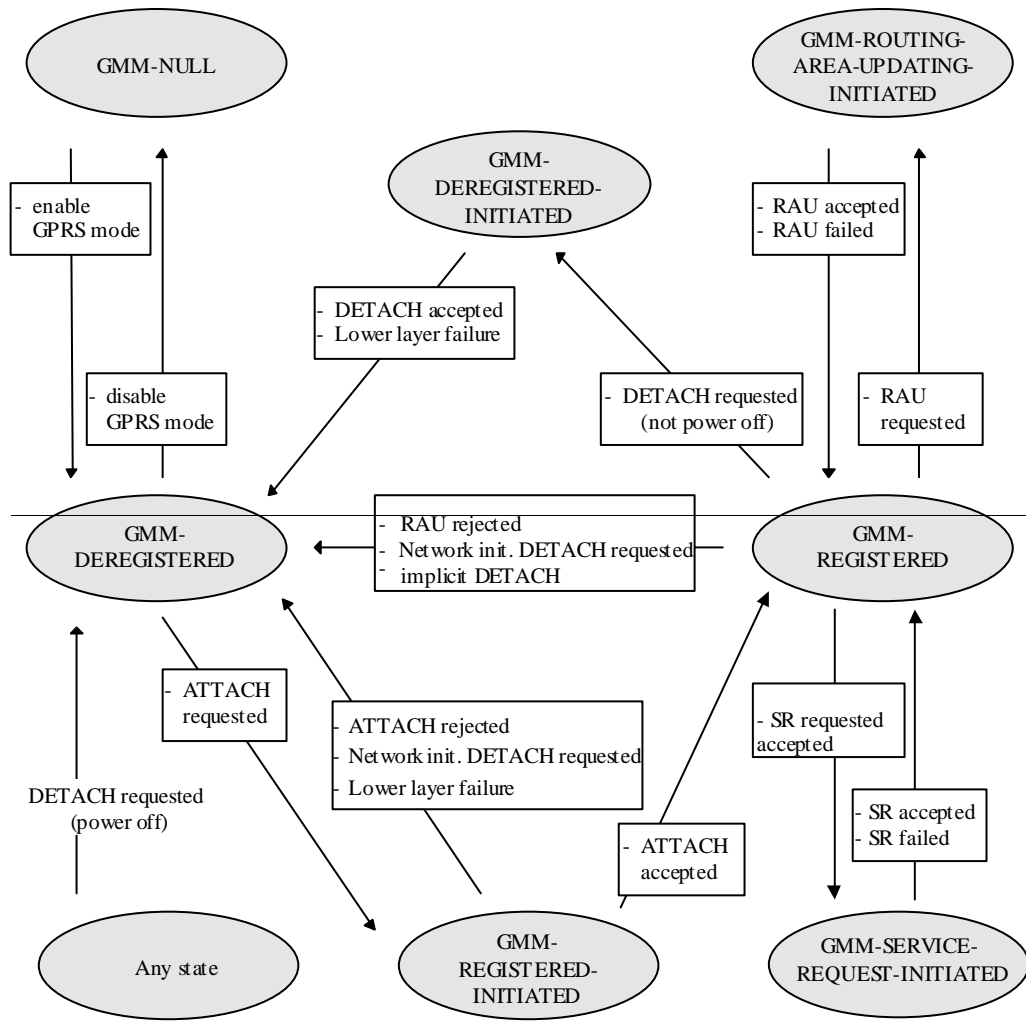 GMM-NULL
GMM-ROUTING-
AREA-UPDATING-
INITIATED
GMM-
DEREGISTERED-
INITIATED
- enable
GPRS mode
- RAU accepted
- RAU failed
- DETACH accepted
- Lower layer failure
- disable
GPRS mode
- DETACH requested
(not power off)
- RAU
requested
GMM-
DEREGISTERED
- RAU rejected
- Network init. DETACH requested
- implicit DETACH
GMM-
REGISTERED
- ATTACH
requested
- ATTACH rejected
- Network init. DETACH requested
- Lower layer failure
- SR requested
accepted
DETACH requested
(power off)
- ATTACH
accepted
- SR accepted
- SR failed
Any state
GMM-
REGISTERED-
INITIATED
GMM-SERVICE-
REQUEST-INITIATED